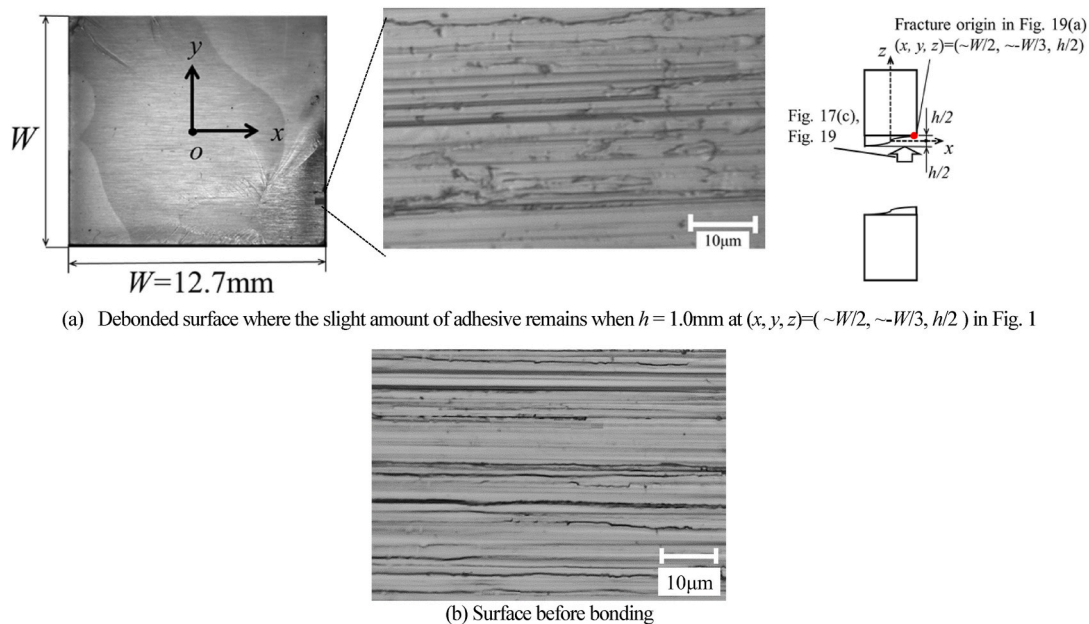 W
y
x
o
W=12.7mm
10μm
Fracture origin in Fig. 19(a)
(x, y, z)=(~W/2, ~-W/3, h/2)
z
Fig. 17(c),
Fig. 19
h/2
x
h/2
(a) Debonded surface where the slight amount of adhesive remains when h = 1.0mm at (x, y, z)=( ~W/2, ~-W/3, h/2 ) in Fig. 1
10μm
(b) Surface before bonding